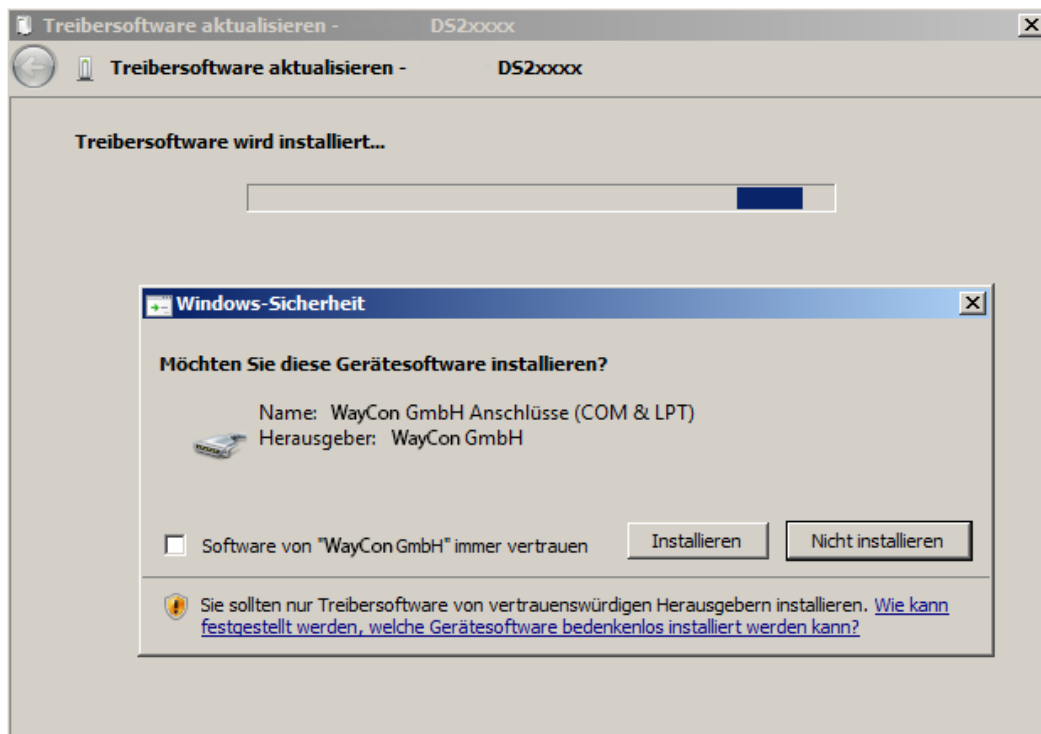 Treibersoftware aktualisieren - DS2xxxx
Treibersoftware aktualisieren - DS2xxxx
Treibersoftware wird installiert...
Windows-Sicherheit
Möchten Sie diese Gerätesoftware installieren?
Name: WayCon GmbH Anschlüsse (COM & LPT)
Herausgeber: WayCon GmbH
Software von "WayCon GmbH" immer vertrauen
Installieren
Nicht installieren
Sie sollten nur Treibersoftware von vertrauenswürdigen Herausgebern installieren. Wie kann
festgestellt werden, welche Gerätesoftware bedenkenlos installiert werden kann?